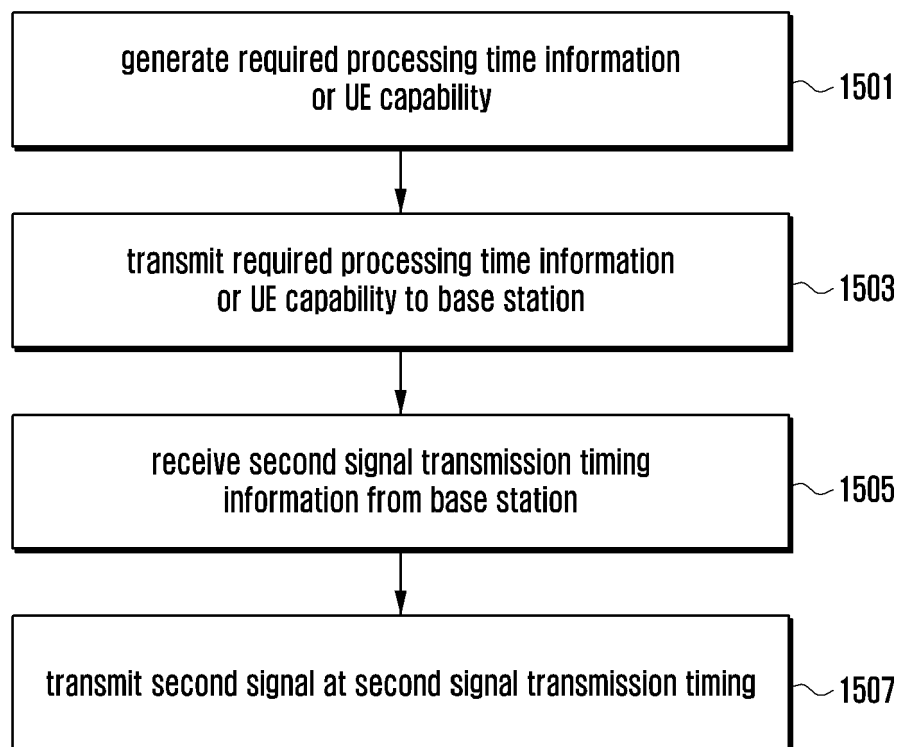 generate required processing time information
or UE capability
1501
transmit required processing time information
or UE capability to base station
1503
receive second signal transmission timing
information from base station
1505
transmit second signal at second signal transmission timing
1507